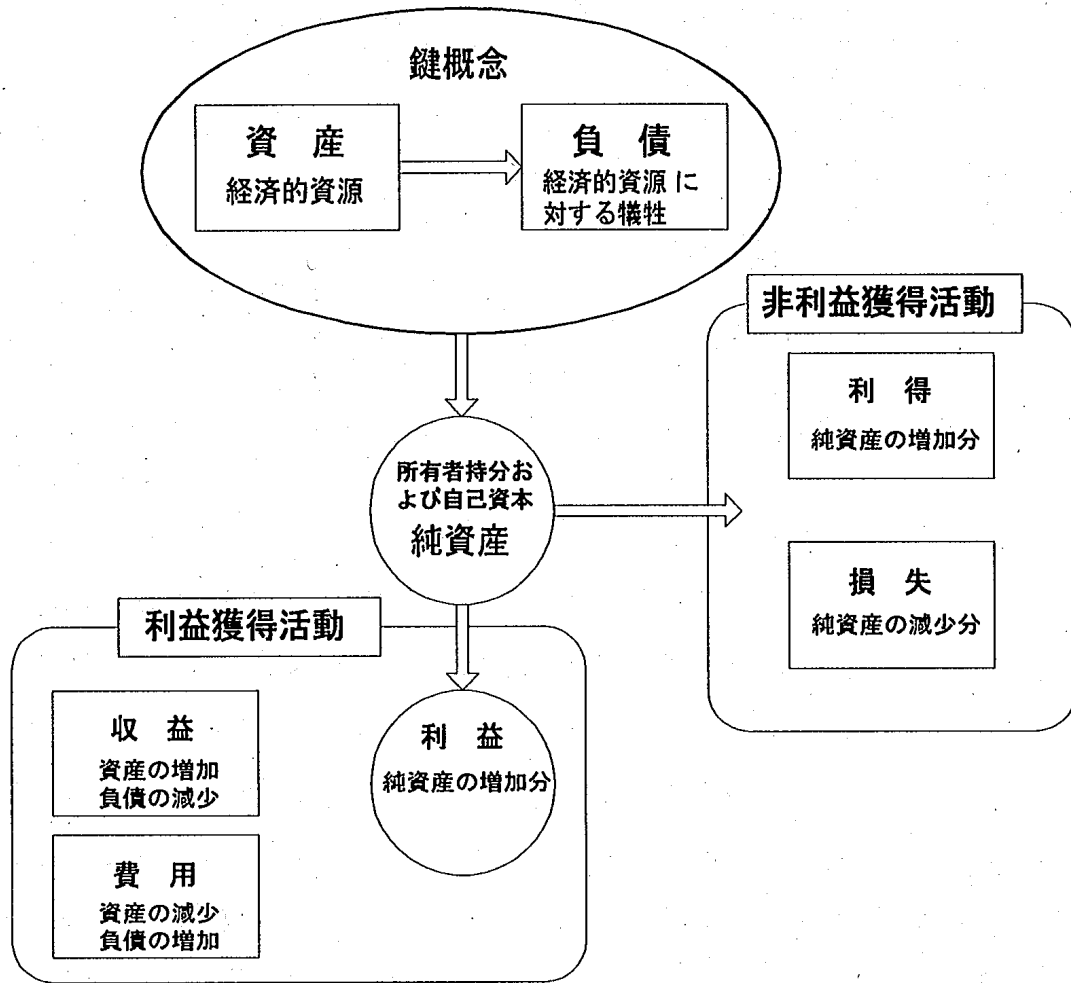 鍵概念
資 産
経済的資源
負 債
経済的資源 に
対する犠牲
非利益獲得活動
利 得
純資産の増加分
損 失
純資産の減少分
所有者持分お
よび自己資本
純資産
利益獲得活動
収 益
資産の増加
負債の減少
利 益
純資産の増加分
費 用
資産の減少
負債の増加